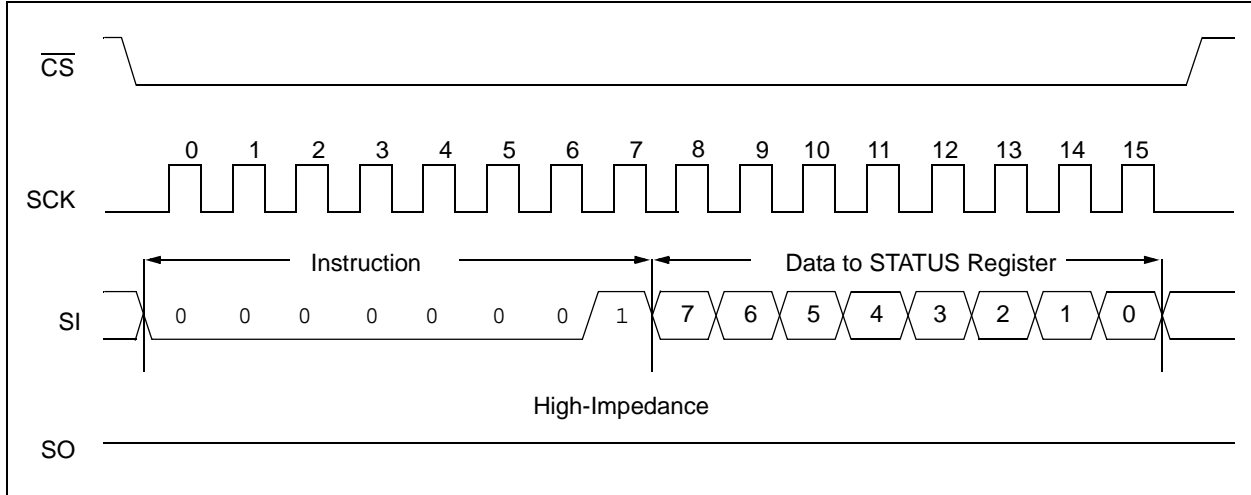 CS
0 1 2 3 4 5 6 7 8 9 10 11 12 13 14 15
SCK
Instruction Data to STATUS Register
SI 0 0 0 0 0 0 0 1 7 6 5 4 3 2 1 0
High-Impedance
SO